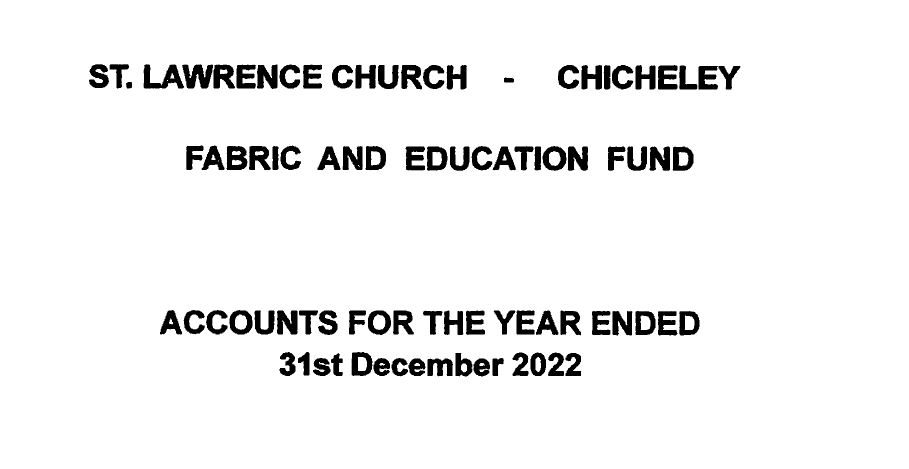 ST. LAWRENCE CHURCH - CHICHELEY
FABRIC AND EDUCATION FUND
ACCOUNTS FOR THE YEAR ENDED
31st December 2022